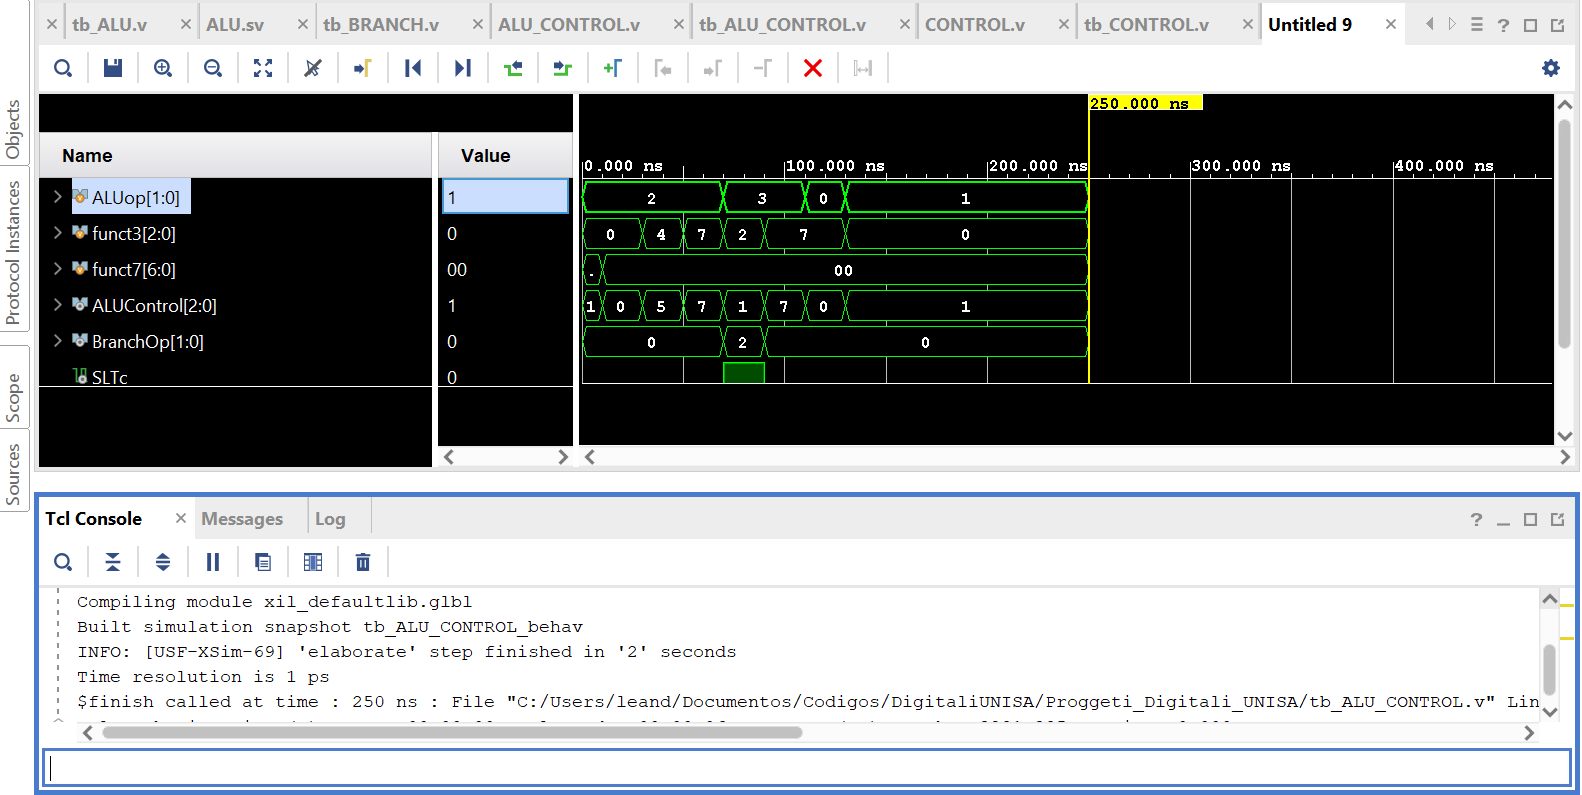 tb_ALU.v
ALU.sv
tb_BRANCH.v
ALU_CONTROL.v
tb_ALU_CONTROL.v
CONTROL.v
tb_CONTROL.v
Untitled 9
Objects
Protocol Instances
Scope
Sources
250.000 ns
Name
Value
0.000 ns
100.000 ns
200.000 ns
300.000 ns
400.000 ns
ALUop[1:0]
1
2 3 0 1
funct3[2:0]
0
0 4 7 2 7 0
funct7[6:0]
00
. 00
ALUControl[2:0]
1
1 0 5 7 1 7 0 1
BranchOp[1:0]
0
0 2 0
SLTc
0
Tcl Console
Messages
Log
Compiling module xil_defaultlib.glbl
Built simulation snapshot tb_ALU_CONTROL_behav
INFO: [USF-XSim-69] 'elaborate' step finished in '2' seconds
Time resolution is 1 ps
$finish called at time : 250 ns : File "C:/Users/leand/Documentos/Codigos/DigitaliUNISA/Proggeti_Digitali_UNISA/tb_ALU_CONTROL.v" Lin